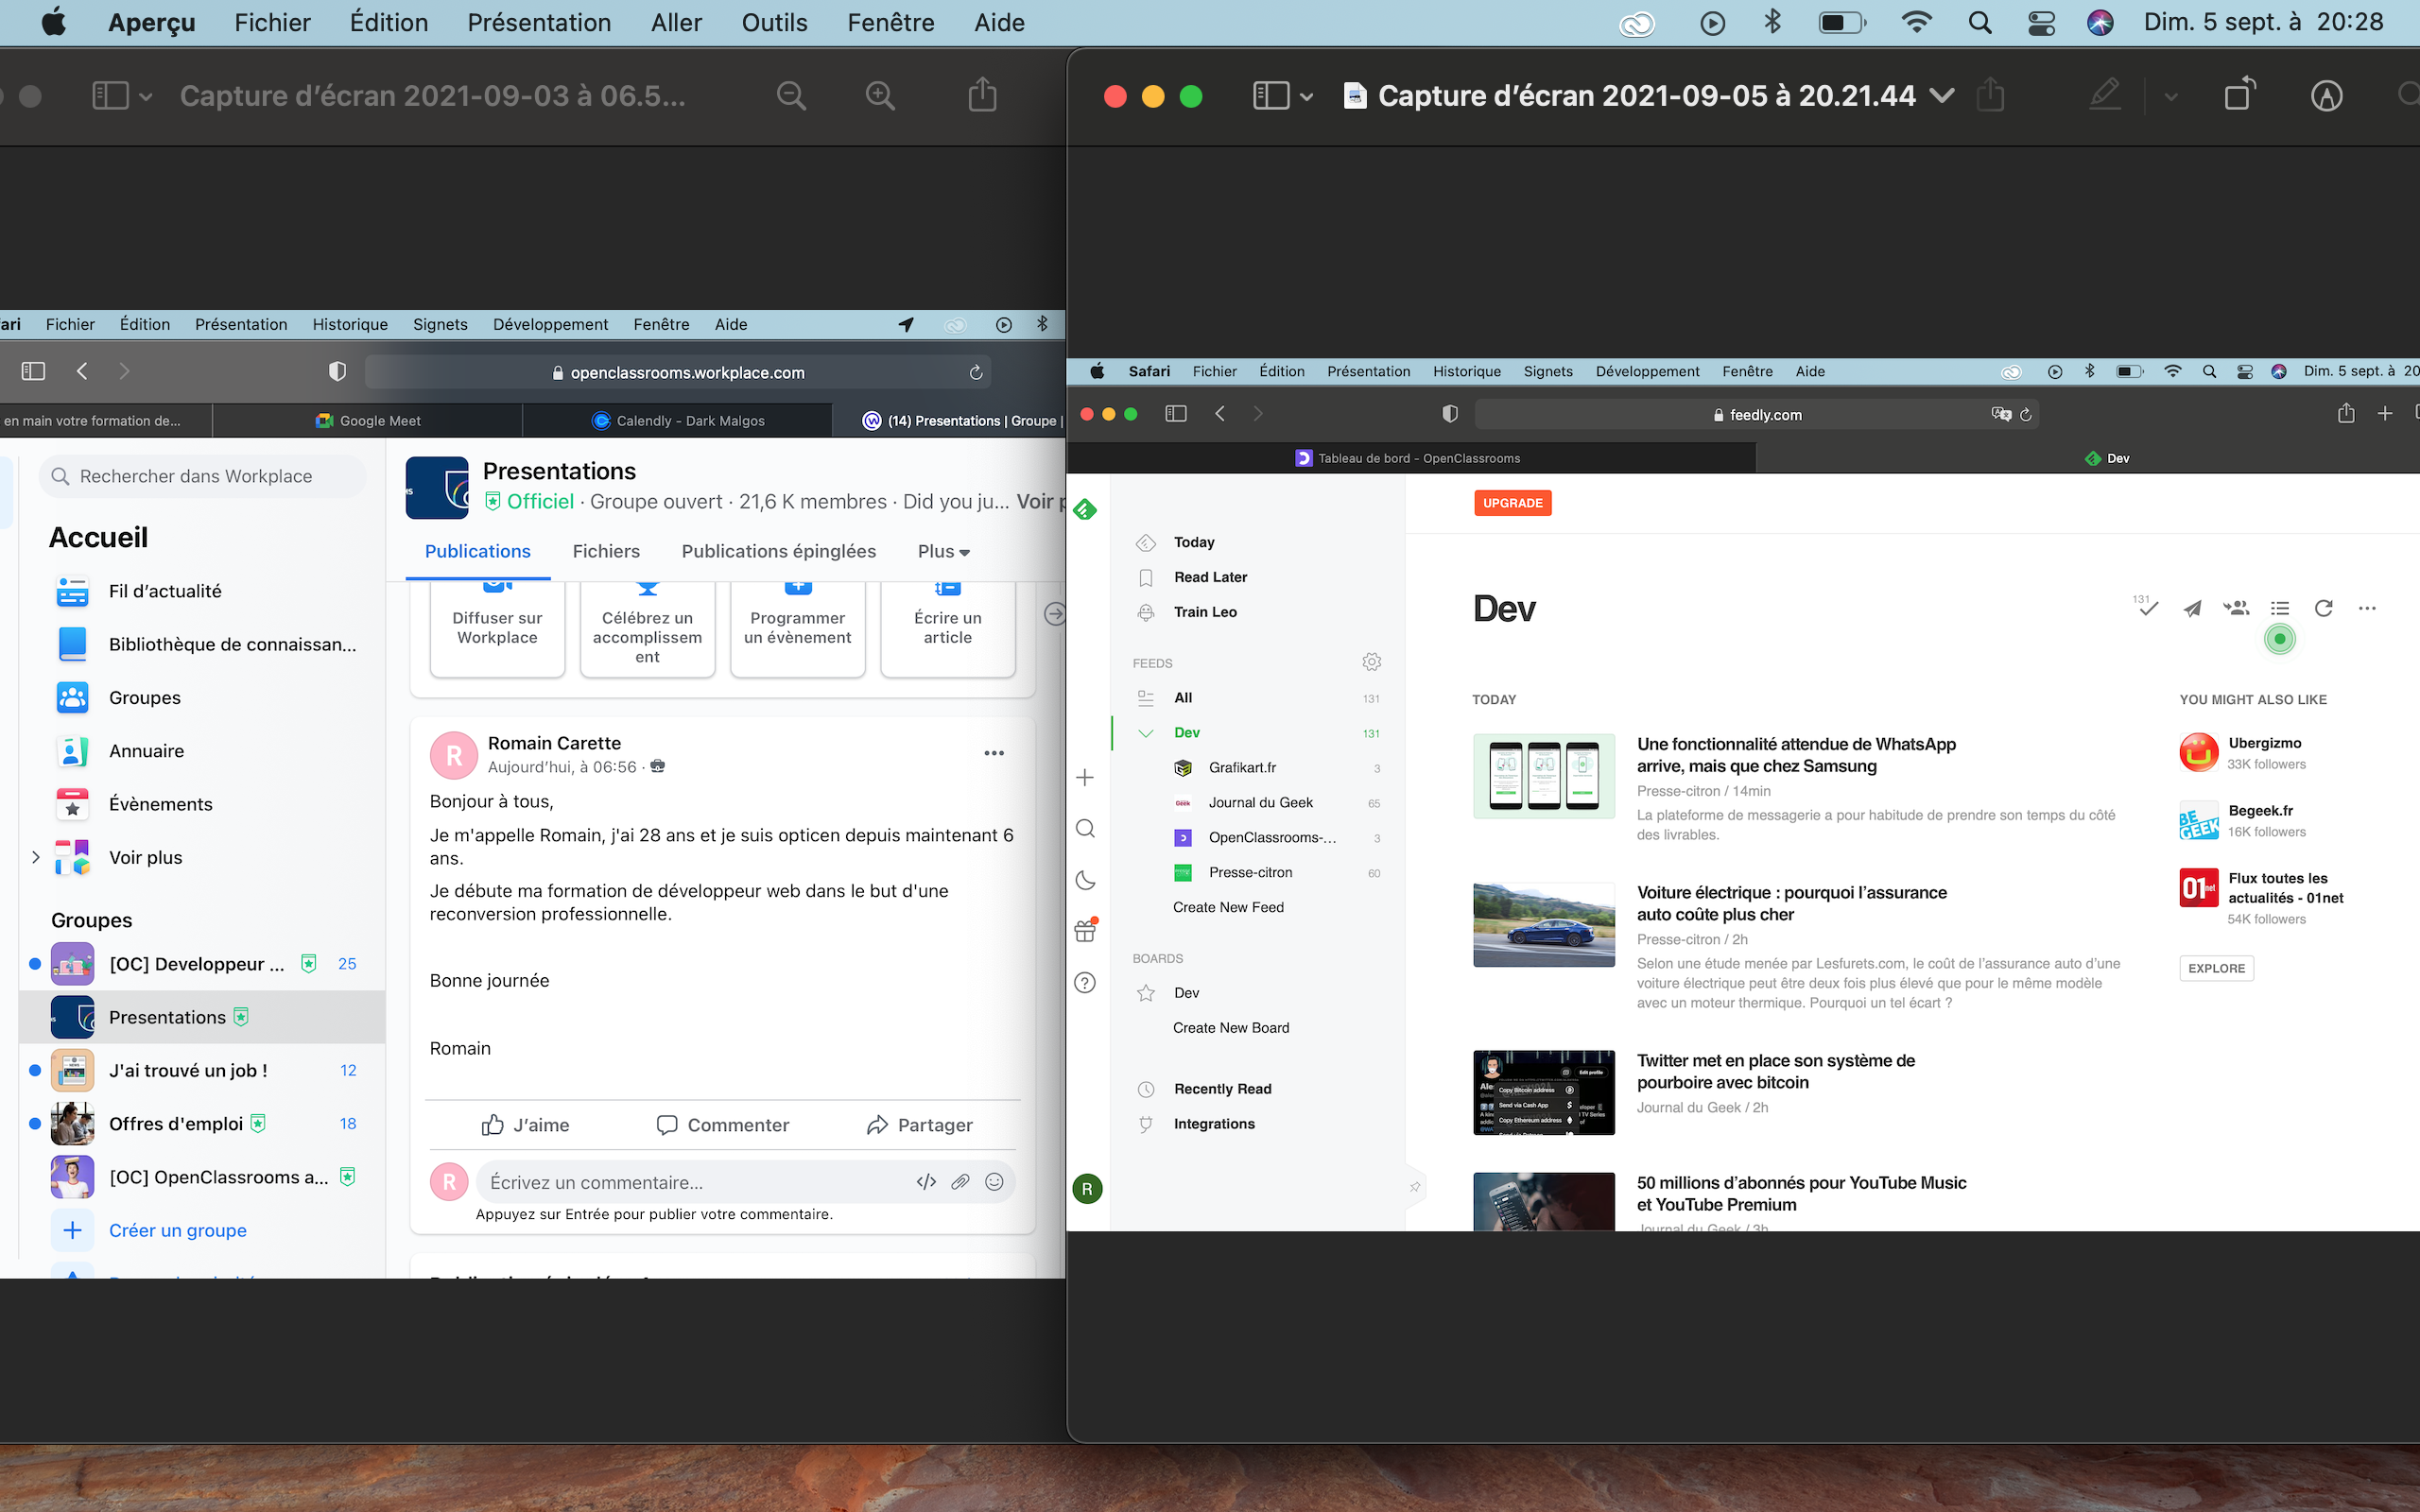 Aperçu Fichier Édition Présentation Aller Outils Fenêtre Aide Dim. 5 sept. à 20:28
Capture d'écran 2021-09-03 à 06.5...
Fichier Édition Présentation Historique Signets Développement Fenêtre Aide
openclassrooms.workplace.com
en main votre formation de... Google Meet Calendly - Dark Malgos (14) Presentations | Groupe |
Rechercher dans Workplace
Accueil
Fil d'actualité
Bibliothèque de connaissan...
Groupes
Annuaire
Évènements
Voir plus
Groupes
[OC] Developpeur ... 25
Presentations
J'ai trouvé un job ! 12
Offres d'emploi 18
[OC] OpenClassrooms a...
Créer un groupe
Presentations
Officiel · Groupe ouvert · 21,6 K membres · Did you ju... Voir
Publications Fichiers Publications épinglées Plus
Diffuser sur
Workplace
Célébrez un
accomplissem
ent
Programmer
un évènement
Écrire un
article
R
Romain Carette
Aujourd'hui, à 06:56 ·
Bonjour à tous,
Je m'appelle Romain, j'ai 28 ans et je suis opticen depuis maintenant 6
ans.
Je débute ma formation de développeur web dans le but d'une
reconversion professionnelle.
Bonne journée
Romain
J'aime Commenter Partager
R
Écrivez un commentaire...
Appuyez sur Entrée pour publier votre commentaire.
Capture d'écran 2021-09-05 à 20.21.44
Safari Fichier Édition Présentation Historique Signets Développement Fenêtre Aide Dim. 5 sept. à 20
feedly.com
Tableau de bord - OpenClassrooms Dev
Today
Read Later
Train Leo
FEEDS
All 131
Dev 131
Grafikart.fr 3
Journal du Geek 65
OpenClassrooms-... 3
Presse-citron 60
Create New Feed
BOARDS
Dev
Create New Board
Recently Read
Integrations
R
UPGRADE
Dev
131
TODAY
Une fonctionnalité attendue de WhatsApp
arrive, mais que chez Samsung
Presse-citron / 14min
La plateforme de messagerie a pour habitude de prendre son temps du côté
des livrables.
Voiture électrique : pourquoi l'assurance
auto coûte plus cher
Presse-citron / 2h
Selon une étude menée par Lesfurets.com, le coût de l'assurance auto d'une
voiture électrique peut être deux fois plus élevé que pour le même modèle
avec un moteur thermique. Pourquoi un tel écart ?
Edit profile
Copy Bitcoin address
Send via Cash App
Copy Ethereum address
Twitter met en place son système de
pourboire avec bitcoin
Journal du Geek / 2h
50 millions d'abonnés pour YouTube Music
et YouTube Premium
Journal du Geek / 3h
YOU MIGHT ALSO LIKE
Ubergizmo
33K followers
BE
GEEK
Begeek.fr
16K followers
01net
Flux toutes les
actualités - 01net
54K followers
EXPLORE